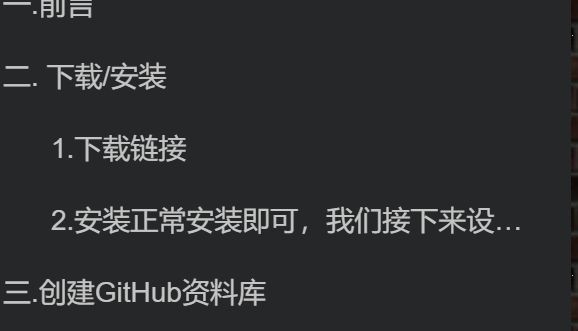 一.前言
二. 下载/安装
1.下载链接
2.安装正常安装即可，我们接下来设…
三.创建GitHub资料库